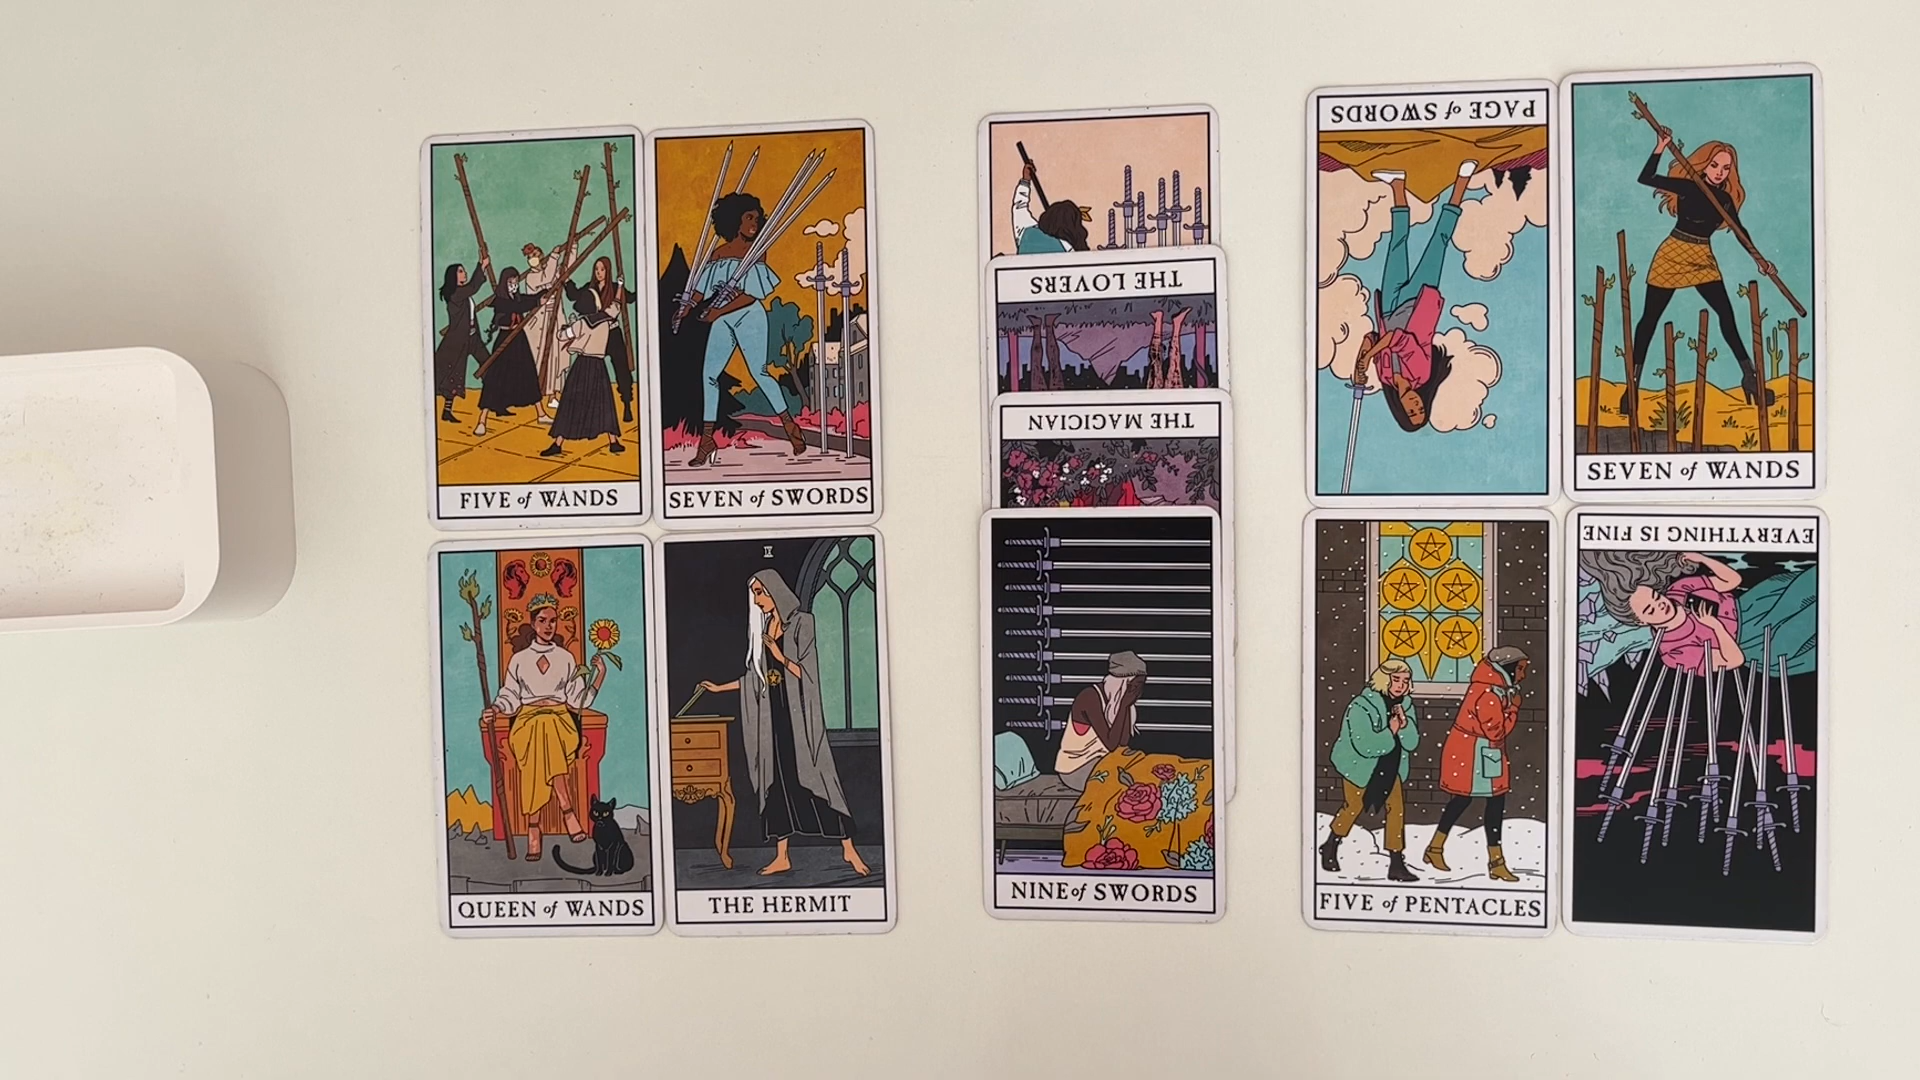 FIVE of WANDS
SEVEN of SWORDS
QUEEN of WANDS
IX
THE HERMIT
THE LOVERS
THE MAGICIAN
NINE of SWORDS
PAGE of SWORDS
SEVEN of WANDS
FIVE of PENTACLES
EVERYTHING IS FINE